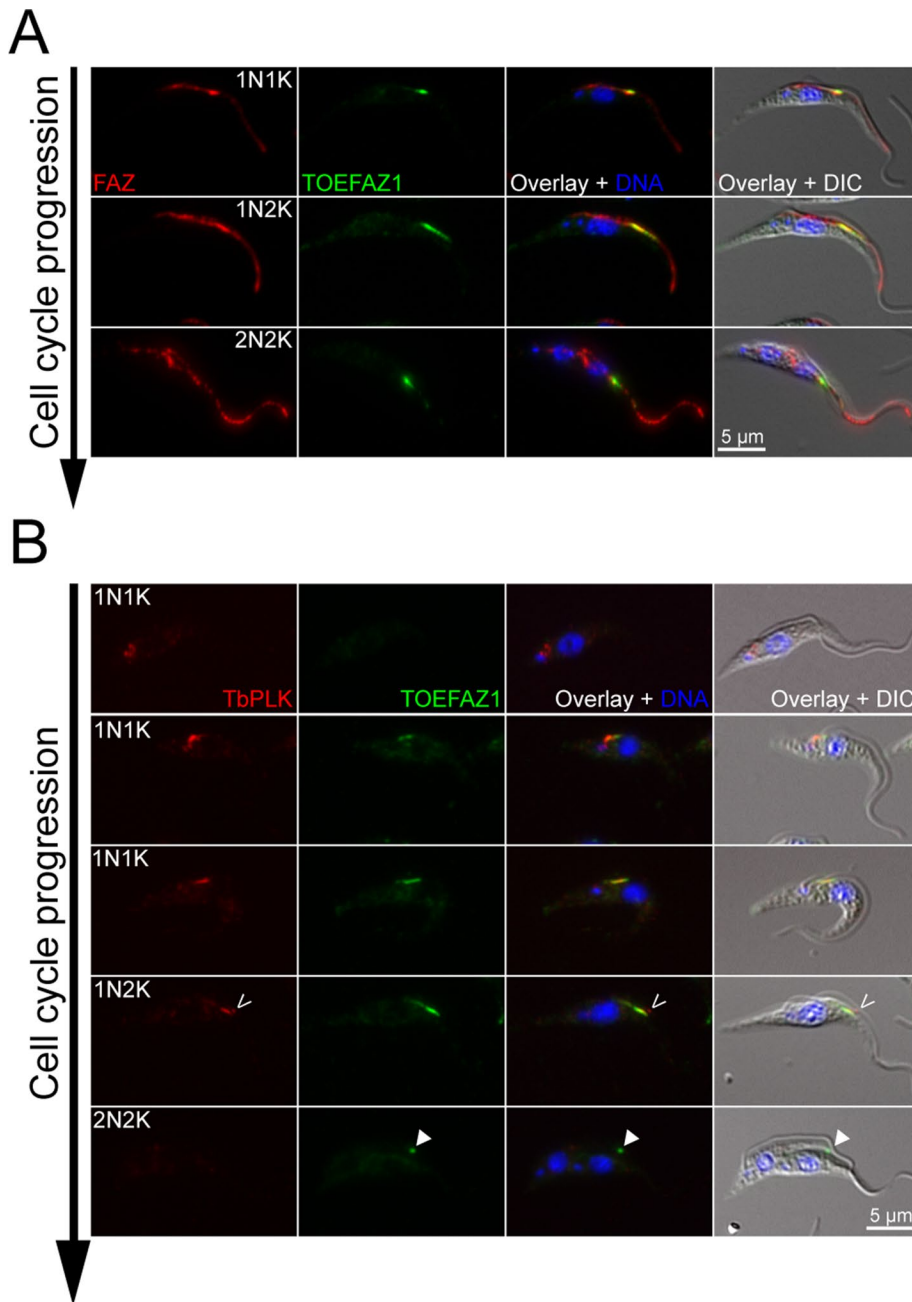 A
Cell cycle progression
1N1K
FAZ
TOEFAZ1
Overlay + DNA
Overlay + DIC
1N2K
2N2K
5 µm
B
Cell cycle progression
1N1K
TbPLK
TOEFAZ1
Overlay + DNA
Overlay + DIC
1N1K
1N1K
1N2K
2N2K
5 µm